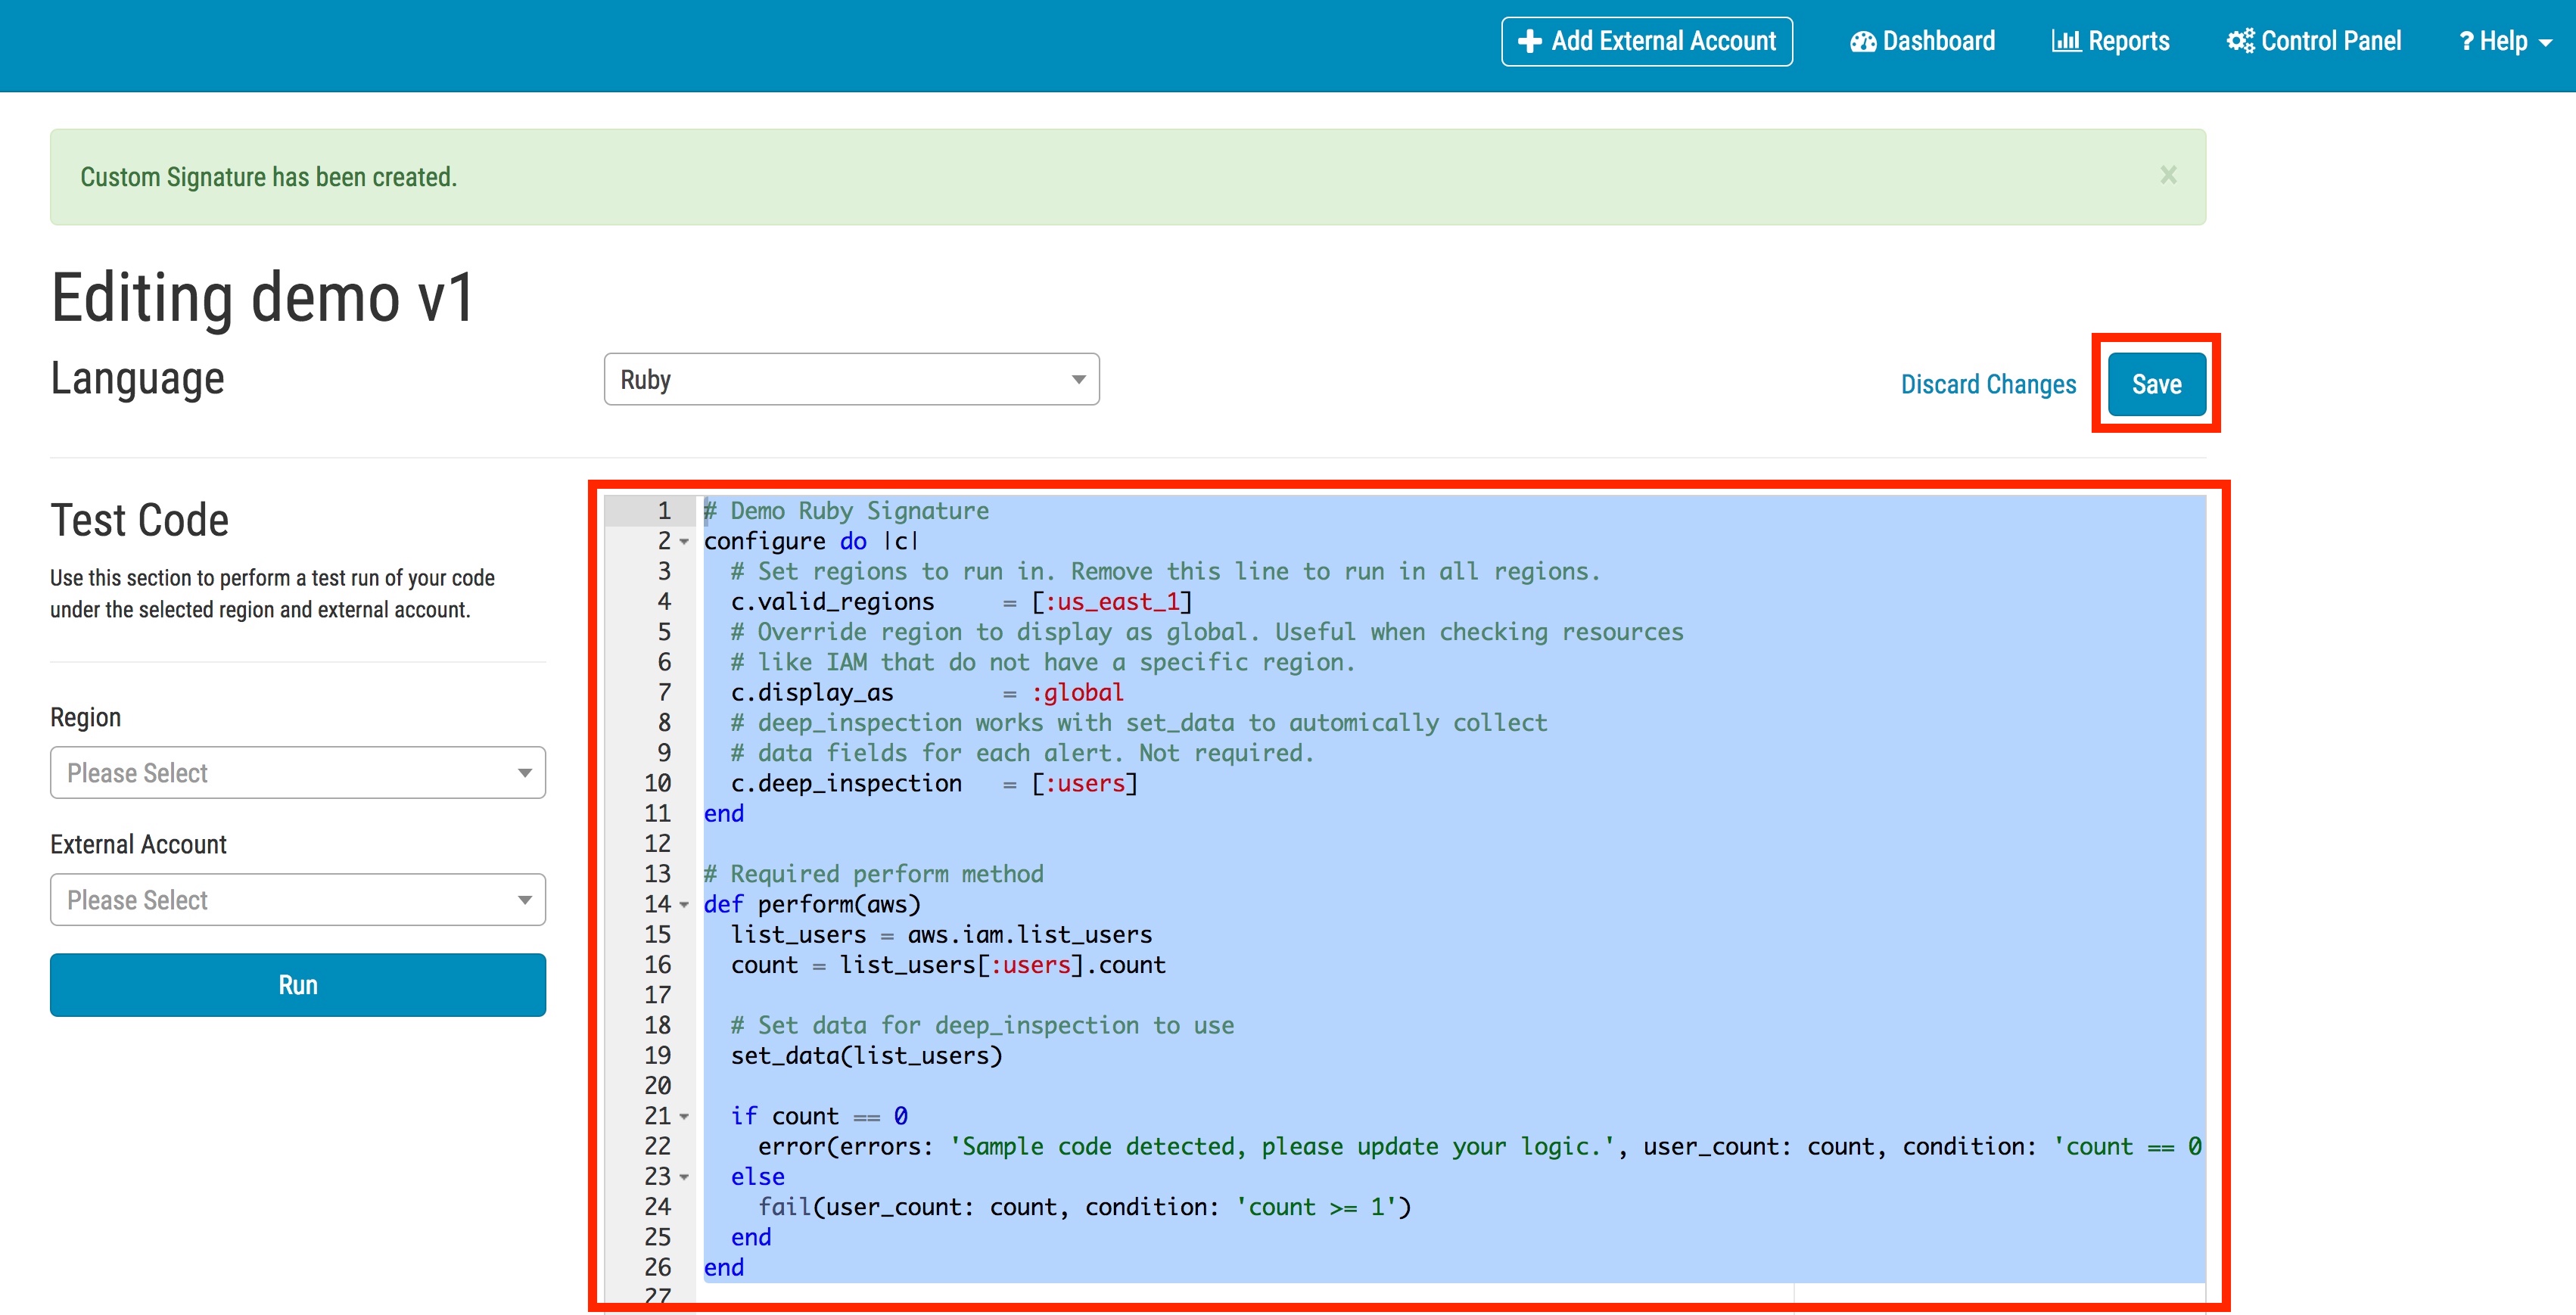 Add External Account Dashboard Reports Control Panel ? Help
Custom Signature has been created. ×
Editing demo v1
Language Ruby Discard Changes Save
Test Code
Use this section to perform a test run of your code
under the selected region and external account.
Region
Please Select
External Account
Please Select
Run
1 # Demo Ruby Signature
2 configure do |c|
3 # Set regions to run in. Remove this line to run in all regions.
4 c.valid_regions = [:us_east_1]
5 # Override region to display as global. Useful when checking resources
6 # like IAM that do not have a specific region.
7 c.display_as = :global
8 # deep_inspection works with set_data to automically collect
9 # data fields for each alert. Not required.
10 c.deep_inspection = [:users]
11 end
12
13 # Required perform method
14 def perform(aws)
15 list_users = aws.iam.list_users
16 count = list_users[:users].count
17
18 # Set data for deep_inspection to use
19 set_data(list_users)
20
21 if count == 0
22 error(errors: 'Sample code detected, please update your logic.', user_count: count, condition: 'count == 0
23 else
24 fail(user_count: count, condition: 'count >= 1')
25 end
26 end
27